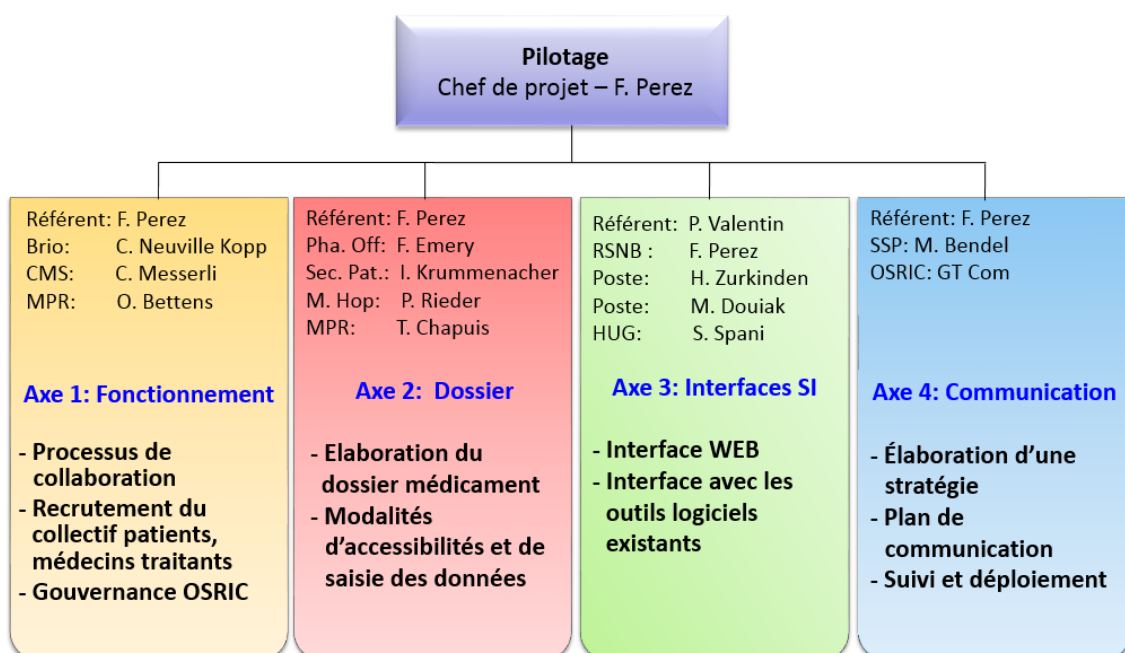 Pilotage
Chef de projet – F. Perez
Référent: F. Perez
Brio: C. Neuville Kopp
CMS: C. Messerli
MPR: O. Bettens
Axe 1: Fonctionnement
- Processus de
collaboration
- Recrutement du
collectif patients,
médecins traitants
- Gouvernance OSRIC
Référent: F. Perez
Pha. Off: F. Emery
Sec. Pat.: I. Krummenacher
M. Hop: P. Rieder
MPR: T. Chapuis
Axe 2: Dossier
- Elaboration du
dossier médicament
- Modalités
d’accessibilités et de
saisie des données
Référent: P. Valentin
RSNB : F. Perez
Poste: H. Zurkinden
Poste: M. Douiak
HUG: S. Spani
Axe 3: Interfaces SI
- Interface WEB
- Interface avec les
outils logiciels
existants
Référent: F. Perez
SSP: M. Bendel
OSRIC: GT Com
Axe 4: Communication
- Élaboration d’une
stratégie
- Plan de
communication
- Suivi et déploiement